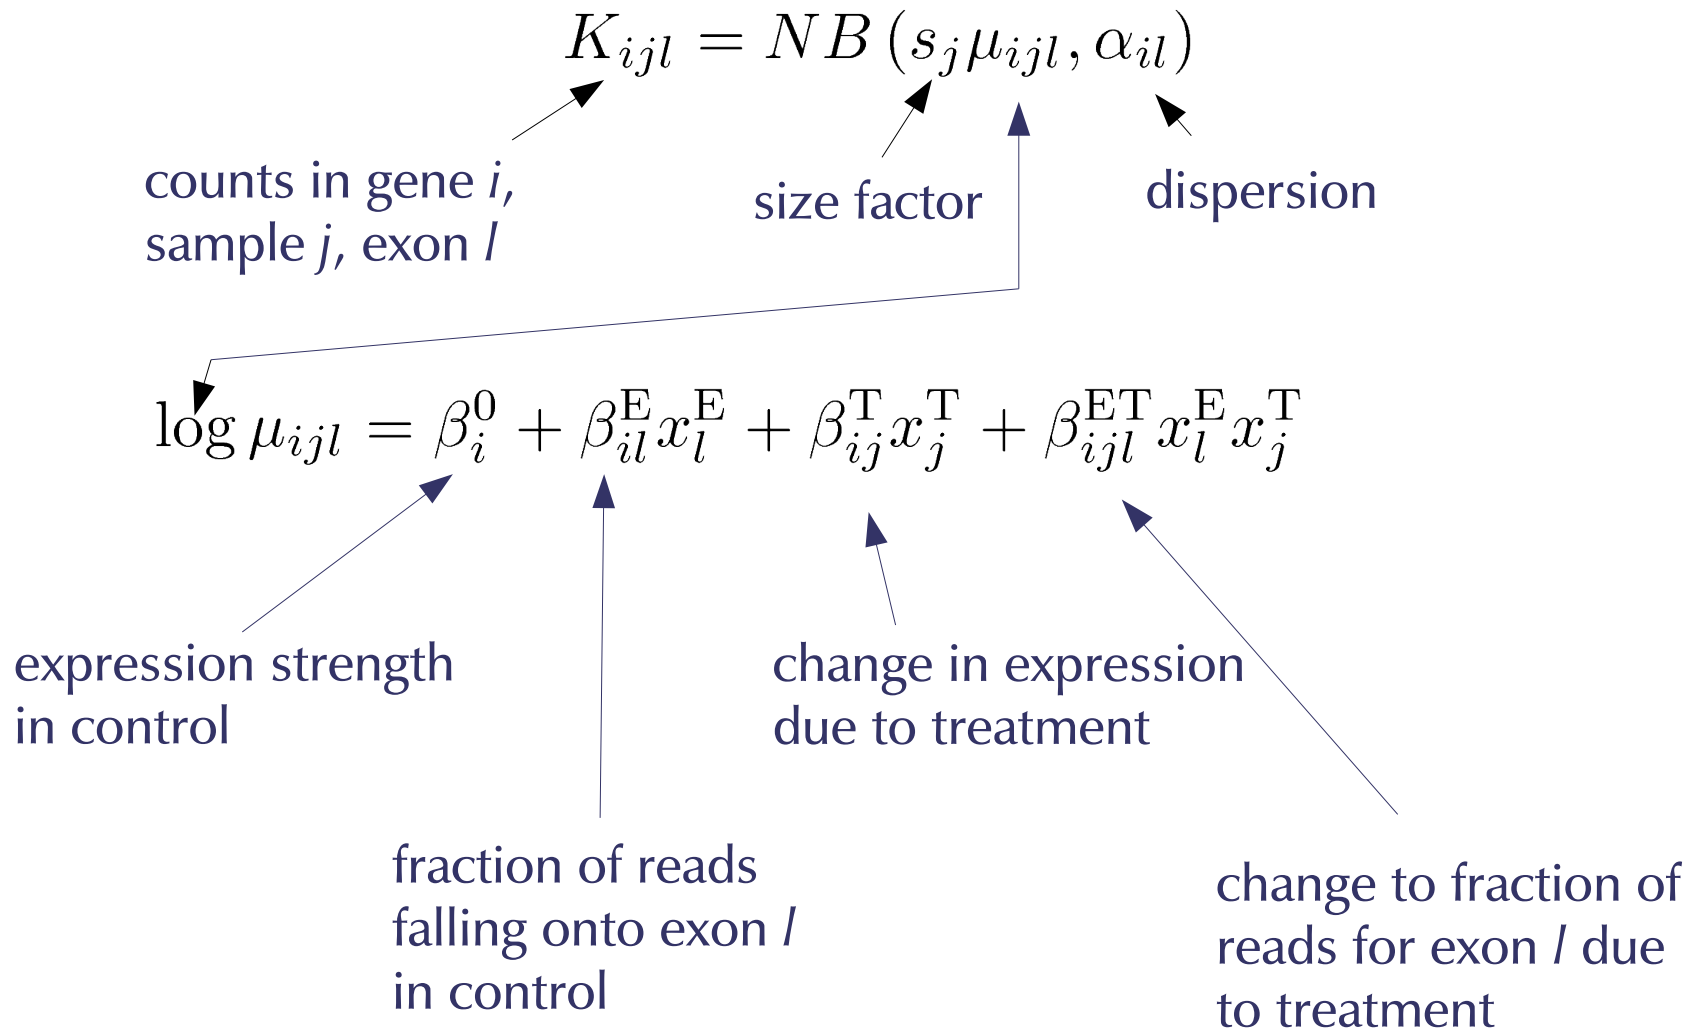 K_{ijl} = NB (s_j μ_{ijl}, α_{il})
counts in gene i,
sample j, exon l
size factor
dispersion
log μ_{ijl} = β_i^0 + β_{il}^E x_l^E + β_{ij}^T x_j^T + β_{ijl}^{ET} x_l^E x_j^T
expression strength
in control
change in expression
due to treatment
fraction of reads
falling onto exon l
in control
change to fraction of
reads for exon l due
to treatment